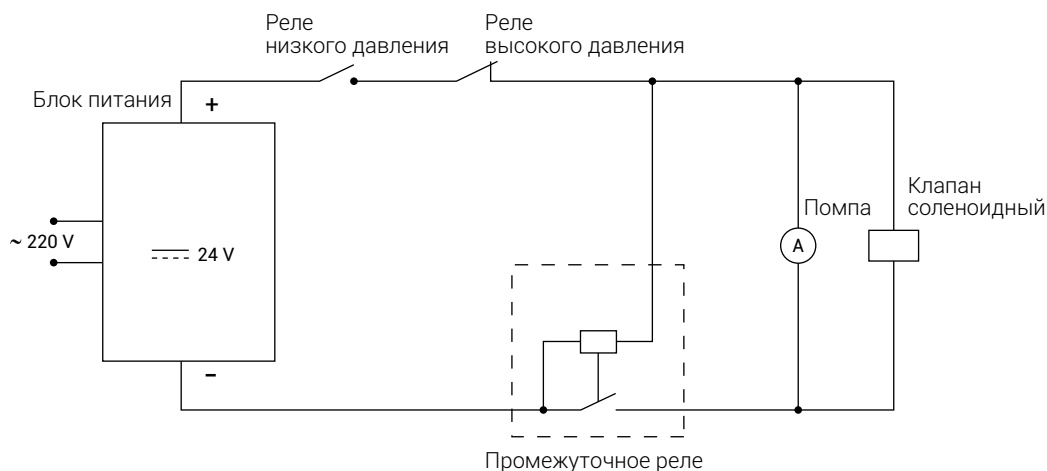 Реле
низкого давления
Реле
высокого давления
Блок питания
+
~ 220 V
24 V
Помпа
A
Клапан
соленоидный
–
Промежуточное реле